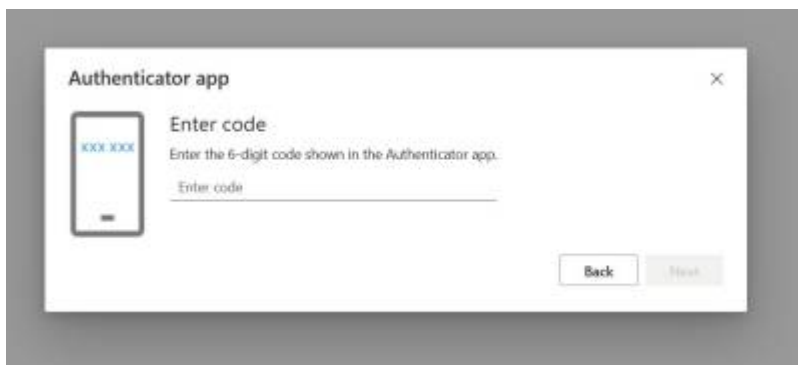 Authenticator app
xxx xxx
Enter code
Enter the 6-digit code shown in the Authenticator app.
Enter code
Back
Next